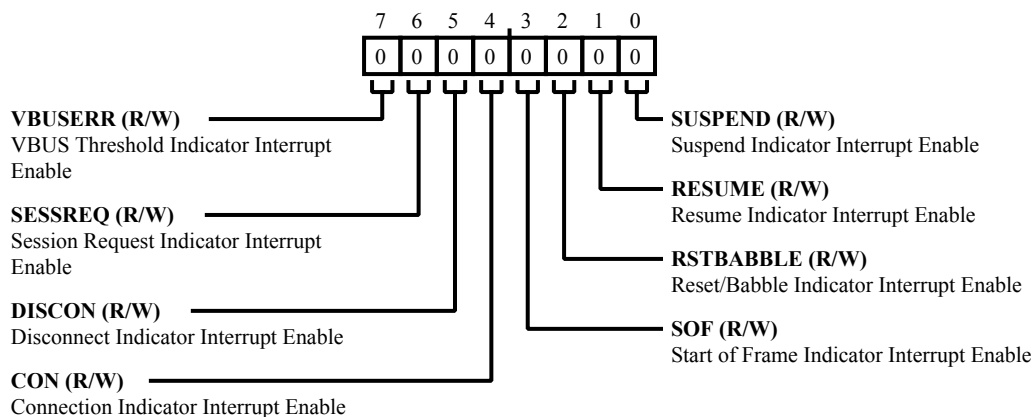 7 6 5 4 3 2 1 0
0 0 0 0 0 0 0 0
VBUSERR (R/W)
VBUS Threshold Indicator Interrupt
Enable
SESSREQ (R/W)
Session Request Indicator Interrupt
Enable
DISCON (R/W)
Disconnect Indicator Interrupt Enable
CON (R/W)
Connection Indicator Interrupt Enable
SUSPEND (R/W)
Suspend Indicator Interrupt Enable
RESUME (R/W)
Resume Indicator Interrupt Enable
RSTBABBLE (R/W)
Reset/Babble Indicator Interrupt Enable
SOF (R/W)
Start of Frame Indicator Interrupt Enable